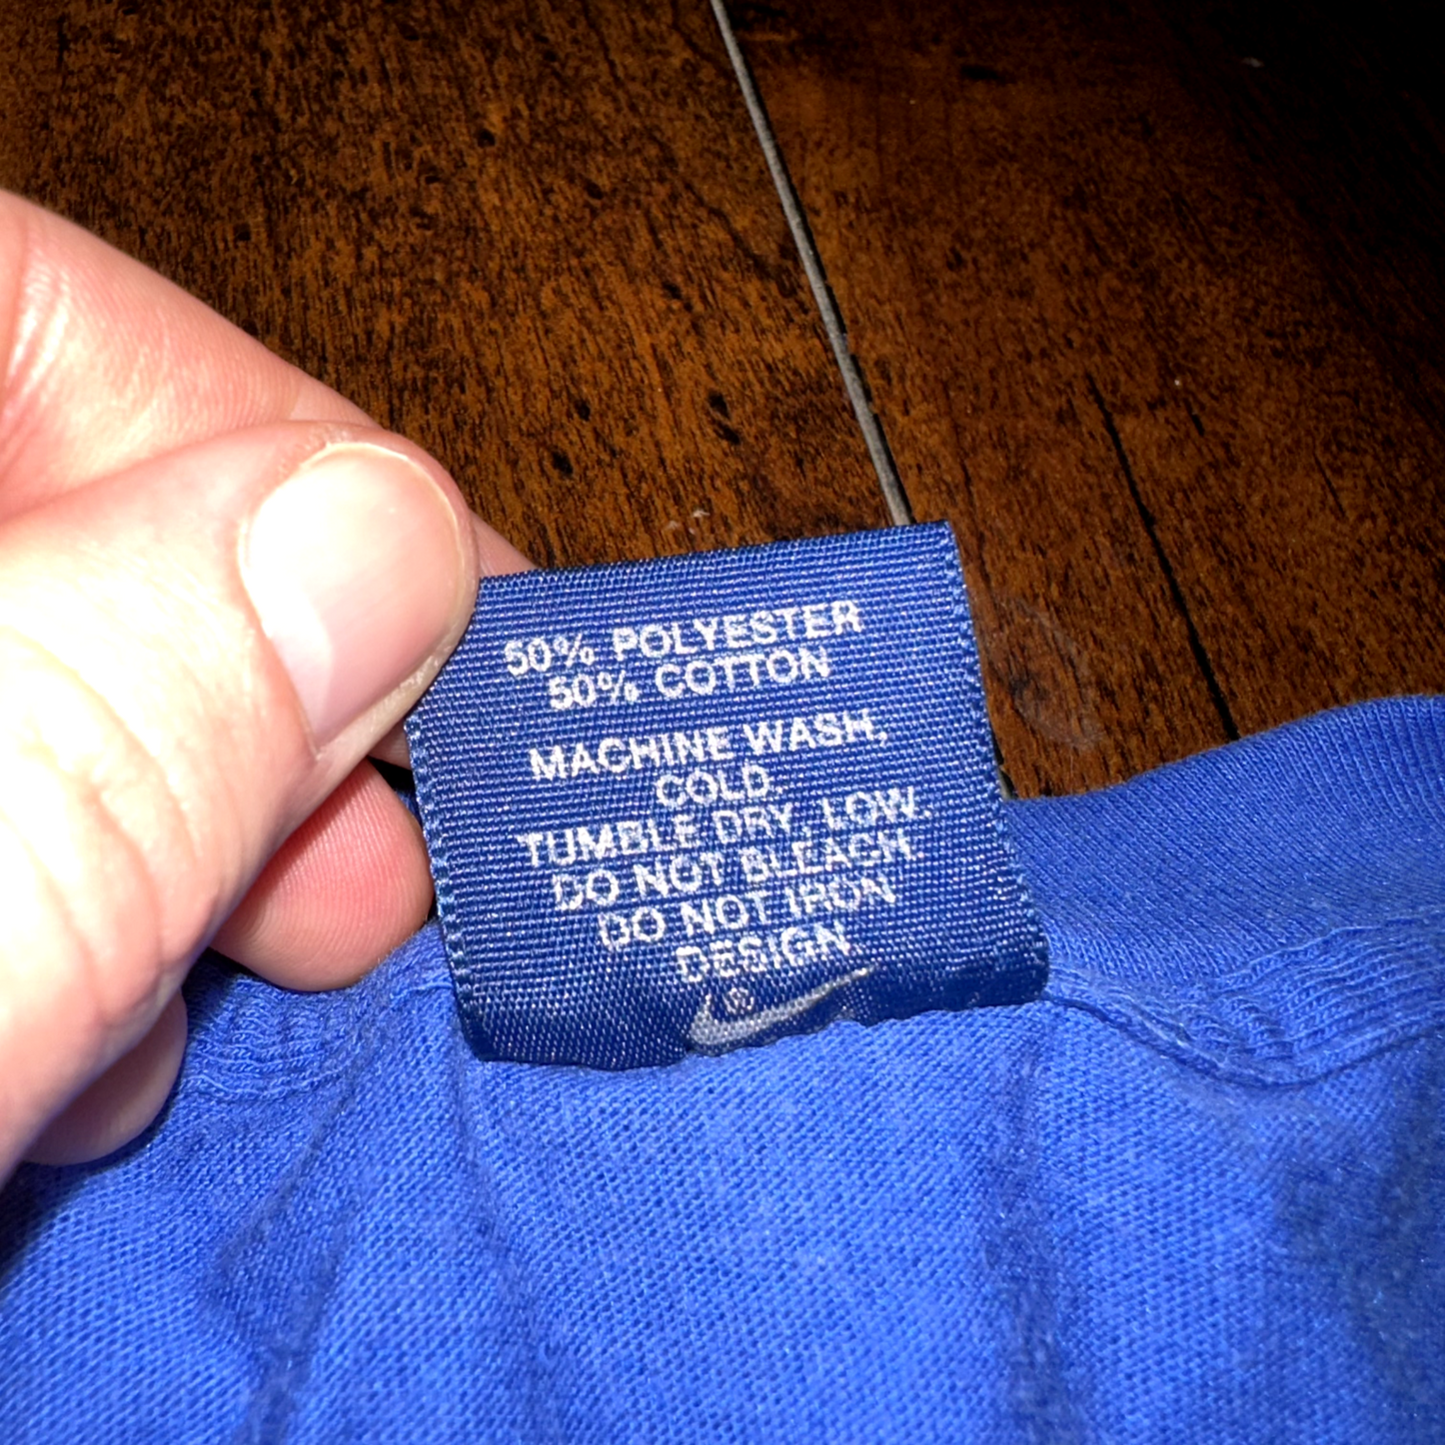 50% POLYESTER
50% COTTON
MACHINE WASH,
COLD.
TUMBLE DRY, LOW.
DO NOT BLEACH.
DO NOT IRON
DESIGN.
®